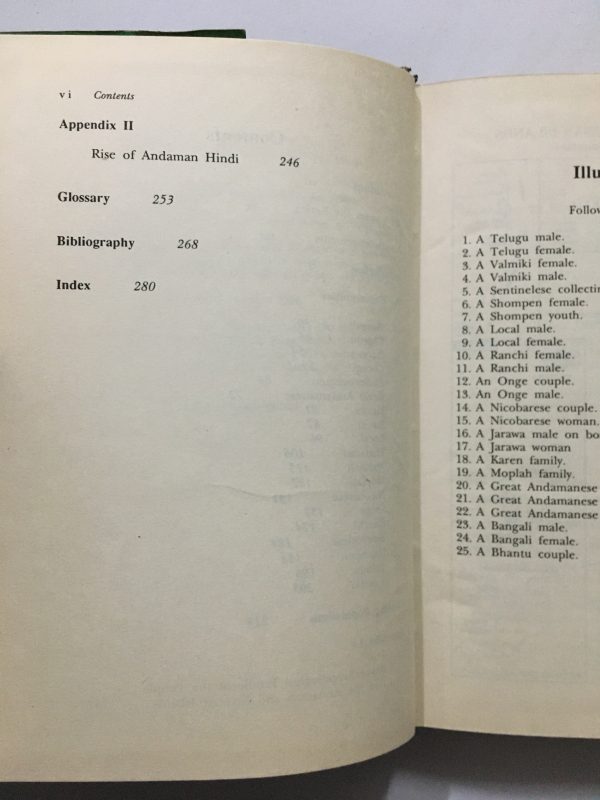 vi Contents
Appendix II
Rise of Andaman Hindi 246
Glossary 253
Bibliography 268
Index 280
Illu
Follow
1. A Telugu male.
2. A Telugu female.
3. A Valmiki female.
4. A Valmiki male.
5. A Sentinelese collectin
6. A Shompen female.
7. A Shompen youth.
8. A Local male.
9. A Local female.
10. A Ranchi female.
11. A Ranchi male.
12. An Onge couple.
13. An Onge male.
14. A Nicobarese couple.
15. A Nicobarese woman.
16. A Jarawa male on bo
17. A Jarawa woman
18. A Karen family.
19. A Moplah family.
20. A Great Andamanese
21. A Great Andamanese
22. A Great Andamanese
23. A Bangali male.
24. A Bangali female.
25. A Bhantu couple.